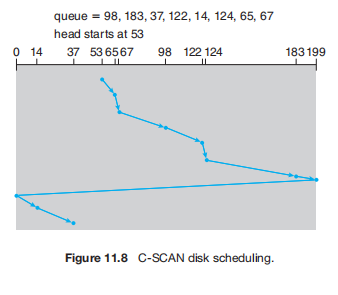 queue = 98, 183, 37, 122, 14, 124, 65, 67
head starts at 53
0 14 37 53 65 67 98 122 124 183 199
Figure 11.8 C-SCAN disk scheduling.